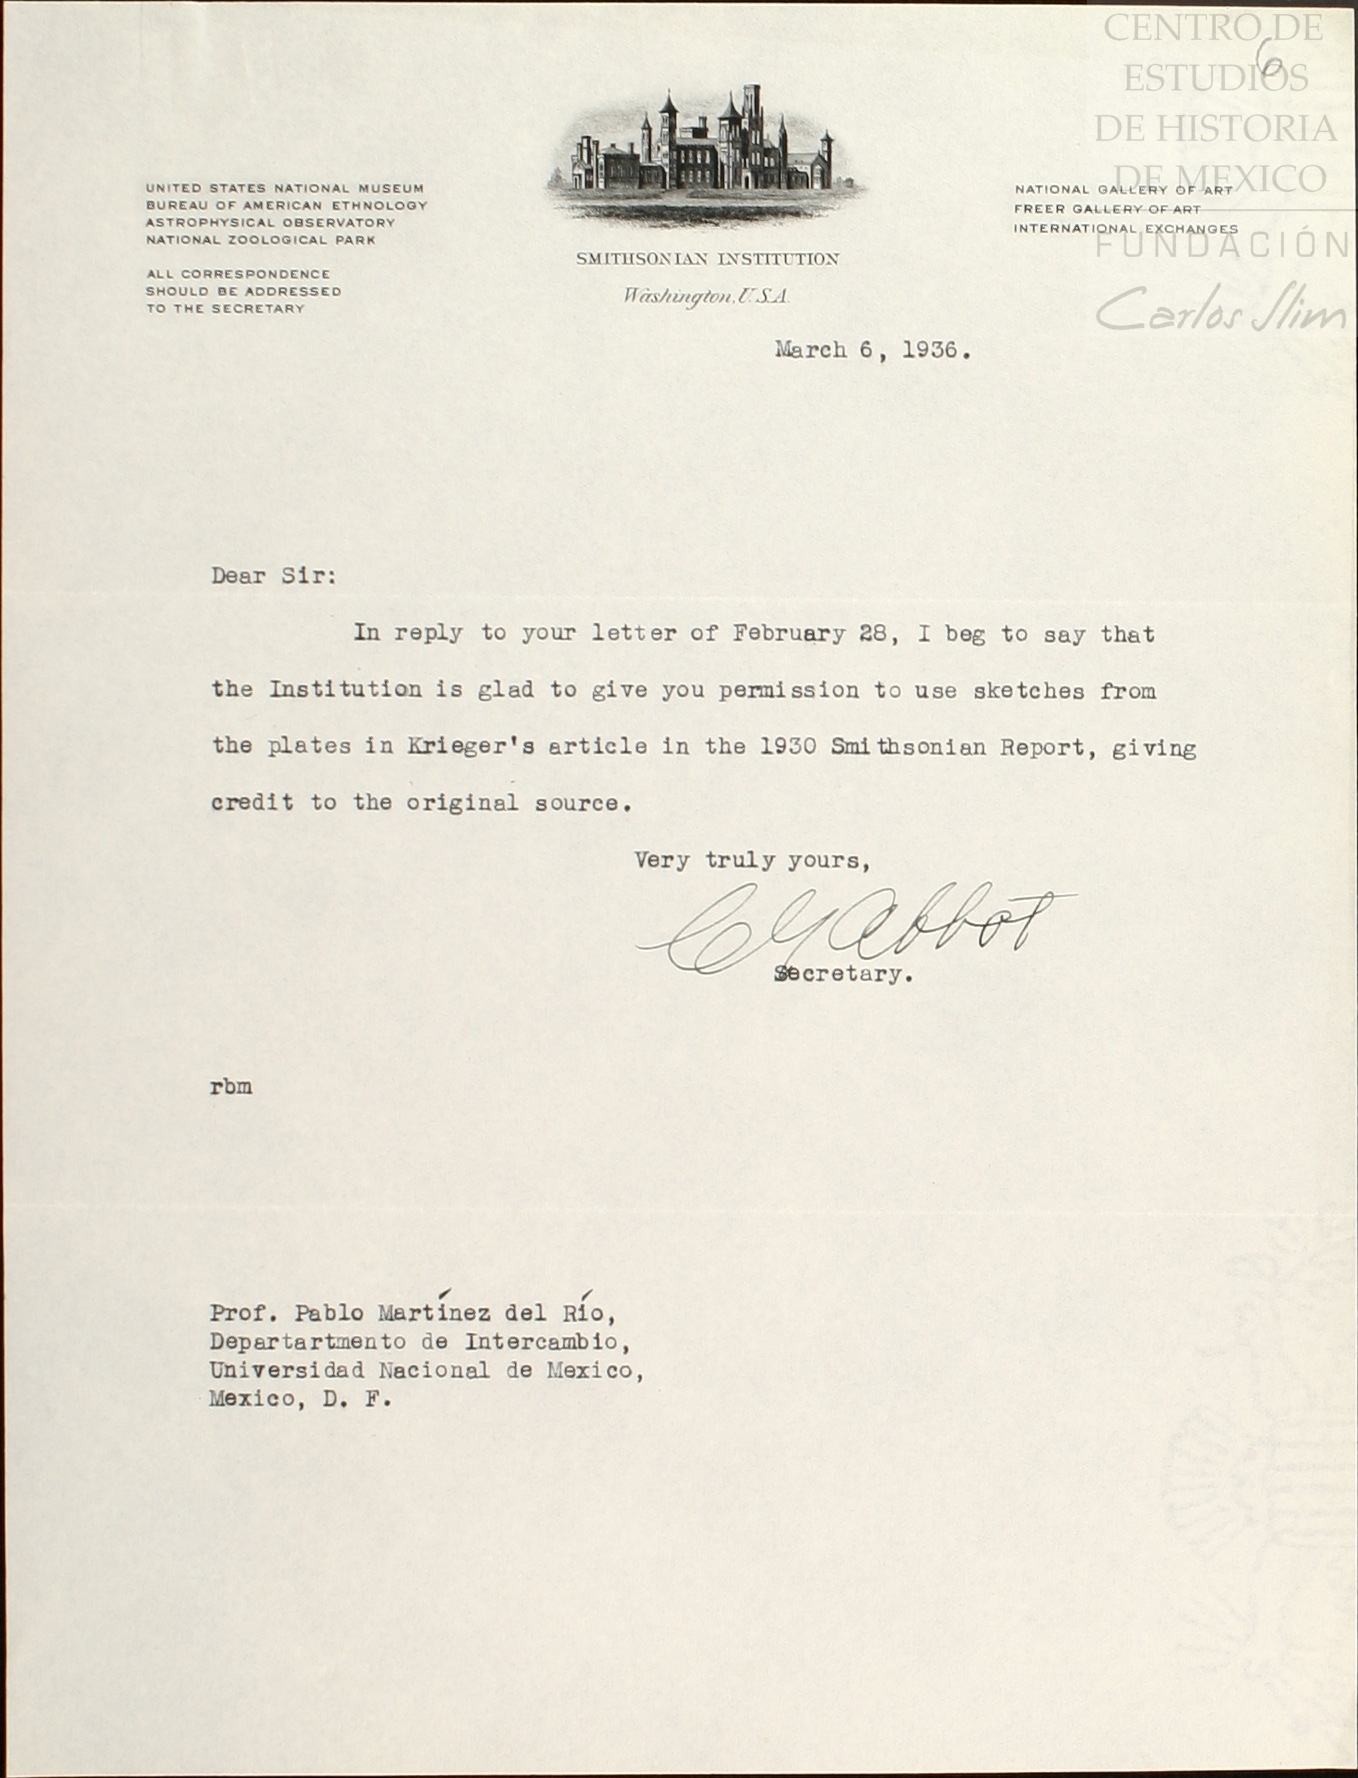 CENTRO DE
ESTUDIOS
DE HISTORIA
DE MEXICO
FUNDACIÓN
Carlos Slim
6
UNITED STATES NATIONAL MUSEUM
BUREAU OF AMERICAN ETHNOLOGY
ASTROPHYSICAL OBSERVATORY
NATIONAL ZOOLOGICAL PARK
ALL CORRESPONDENCE
SHOULD BE ADDRESSED
TO THE SECRETARY
SMITHSONIAN INSTITUTION
Washington, U.S.A.
NATIONAL GALLERY OF ART
FREER GALLERY OF ART
INTERNATIONAL EXCHANGES
March 6, 1936.
Dear Sir:
In reply to your letter of February 28, I beg to say that
the Institution is glad to give you permission to use sketches from
the plates in Krieger's article in the 1930 Smithsonian Report, giving
credit to the original source.
Very truly yours,
CG Abbot
Secretary.
rbm
Prof. Pablo Martínez del Río,
Departartmento de Intercambio,
Universidad Nacional de Mexico,
Mexico, D. F.